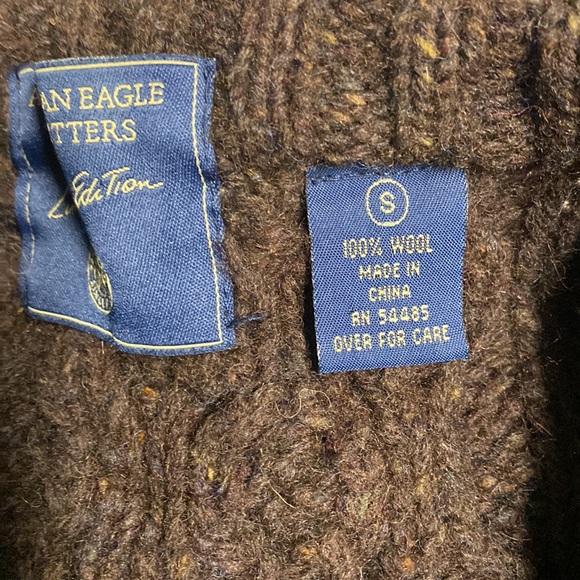 AN EAGLE
TTERS
Edition
S
100% WOOL
MADE IN
CHINA
RN 54485
OVER FOR CARE